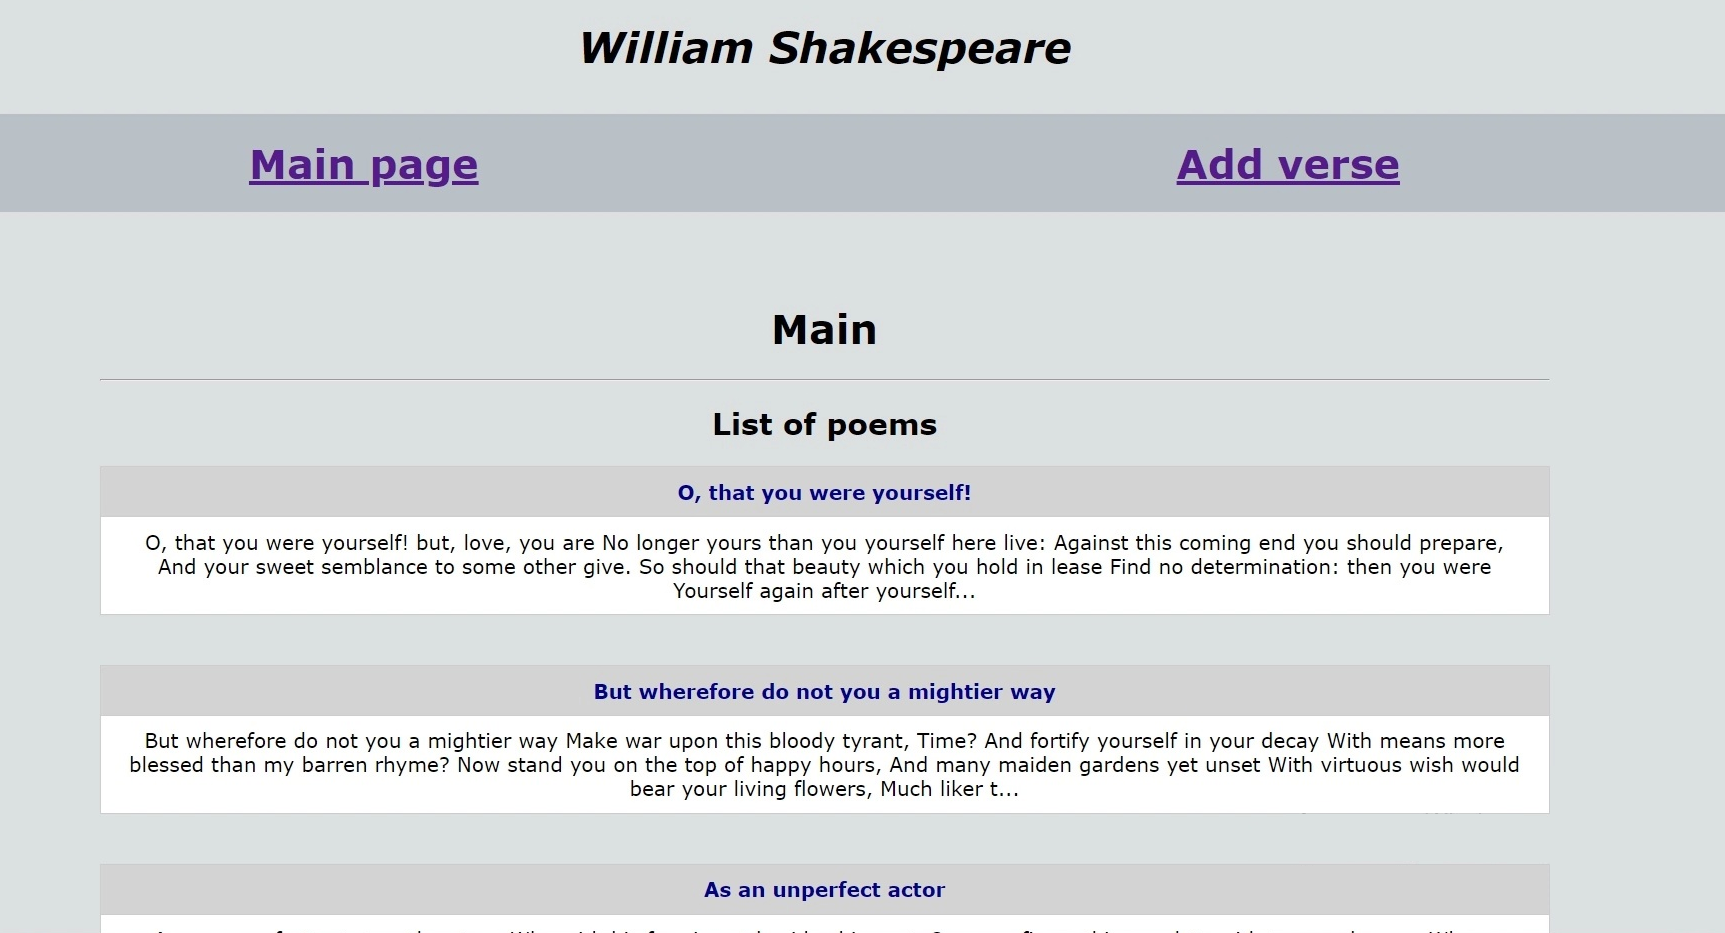 William Shakespeare
Main page
Add verse
Main
List of poems
O, that you were yourself!
O, that you were yourself! but, love, you are No longer yours than you yourself here live: Against this coming end you should prepare,
And your sweet semblance to some other give. So should that beauty which you hold in lease Find no determination: then you were
Yourself again after yourself...
But wherefore do not you a mightier way
But wherefore do not you a mightier way Make war upon this bloody tyrant, Time? And fortify yourself in your decay With means more
blessed than my barren rhyme? Now stand you on the top of happy hours, And many maiden gardens yet unset With virtuous wish would
bear your living flowers, Much liker t...
As an unperfect actor